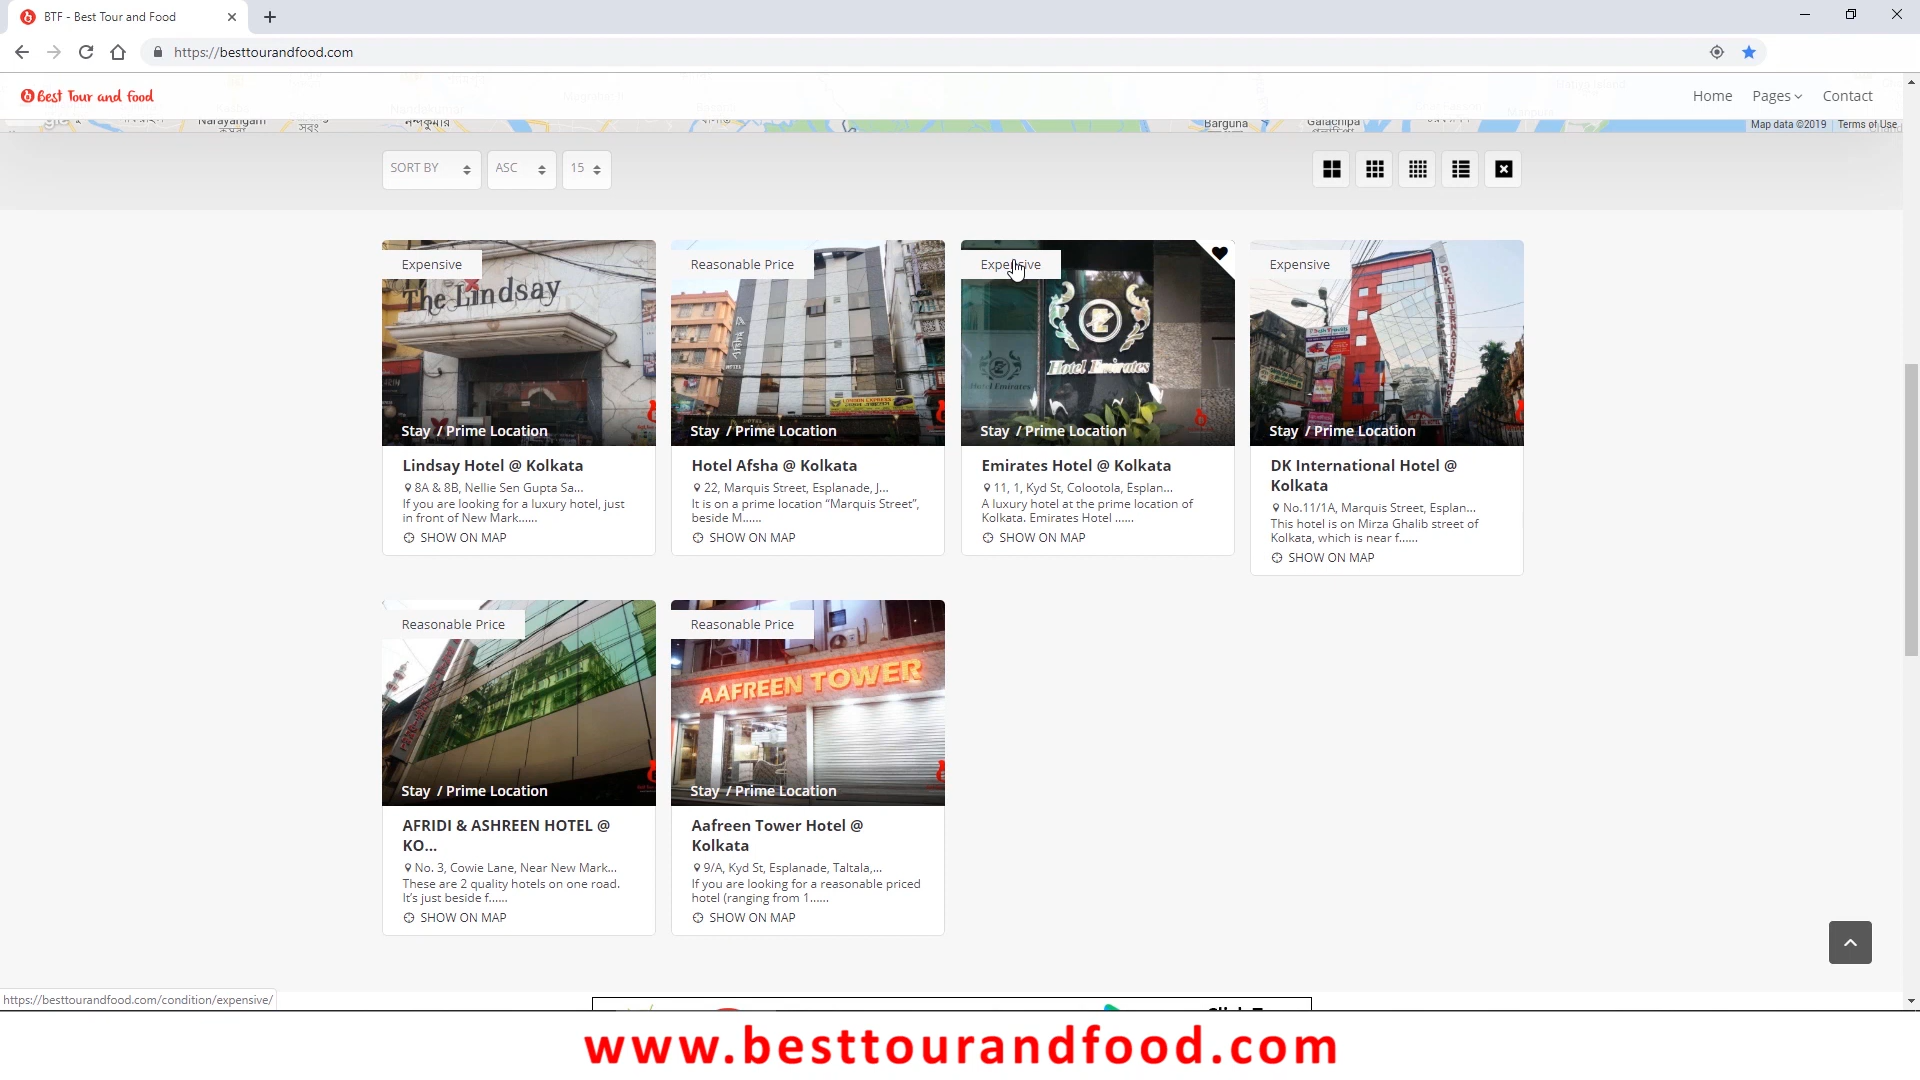 BTF - Best Tour and Food
https://besttourandfood.com
Best Tour and food
Home Pages Contact
Narayangam
Barguna
Galachipa
Map data ©2019 Terms of Use
SORT BY ASC 15
Expensive
The Lindsay
Stay / Prime Location
Lindsay Hotel @ Kolkata
8A & 8B, Nellie Sen Gupta Sa...
If you are looking for a luxury hotel, just
in front of New Mark......
SHOW ON MAP
Reasonable Price
Stay / Prime Location
Hotel Afsha @ Kolkata
22, Marquis Street, Esplanade, J...
It is on a prime location “Marquis Street”,
beside M......
SHOW ON MAP
Expensive
Hotel Emirates
Stay / Prime Location
Emirates Hotel @ Kolkata
11, 1, Kyd St, Colootola, Esplan...
A luxury hotel at the prime location of
Kolkata. Emirates Hotel ......
SHOW ON MAP
Expensive
Stay / Prime Location
DK International Hotel @
Kolkata
No.11/1A, Marquis Street, Esplan...
This hotel is on Mirza Ghalib street of
Kolkata, which is near f......
SHOW ON MAP
Reasonable Price
Stay / Prime Location
AFRIDI & ASHREEN HOTEL @
KO...
No. 3, Cowie Lane, Near New Mark...
These are 2 quality hotels on one road.
It’s just beside f......
SHOW ON MAP
Reasonable Price
AAFREEN TOWER
Stay / Prime Location
Aafreen Tower Hotel @
Kolkata
9/A, Kyd St, Esplanade, Taltala,...
If you are looking for a reasonable priced
hotel (ranging from 1......
SHOW ON MAP
https://besttourandfood.com/condition/expensive/
www.besttourandfood.com